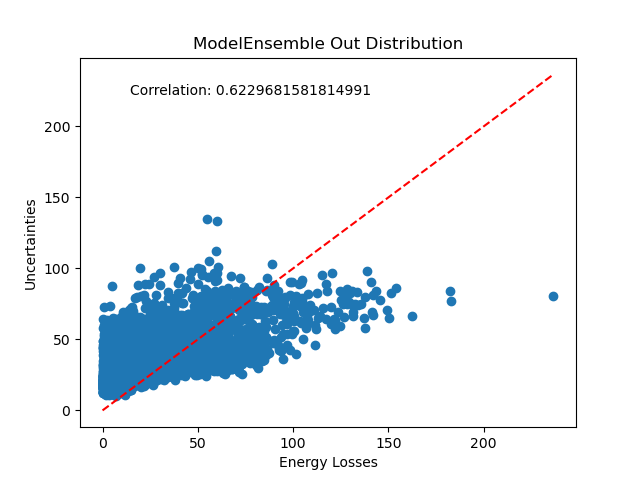 ModelEnsemble Out Distribution
Correlation: 0.6229681581814991
Uncertainties
200
150
100
50
0
0 50 100 150 200
Energy Losses